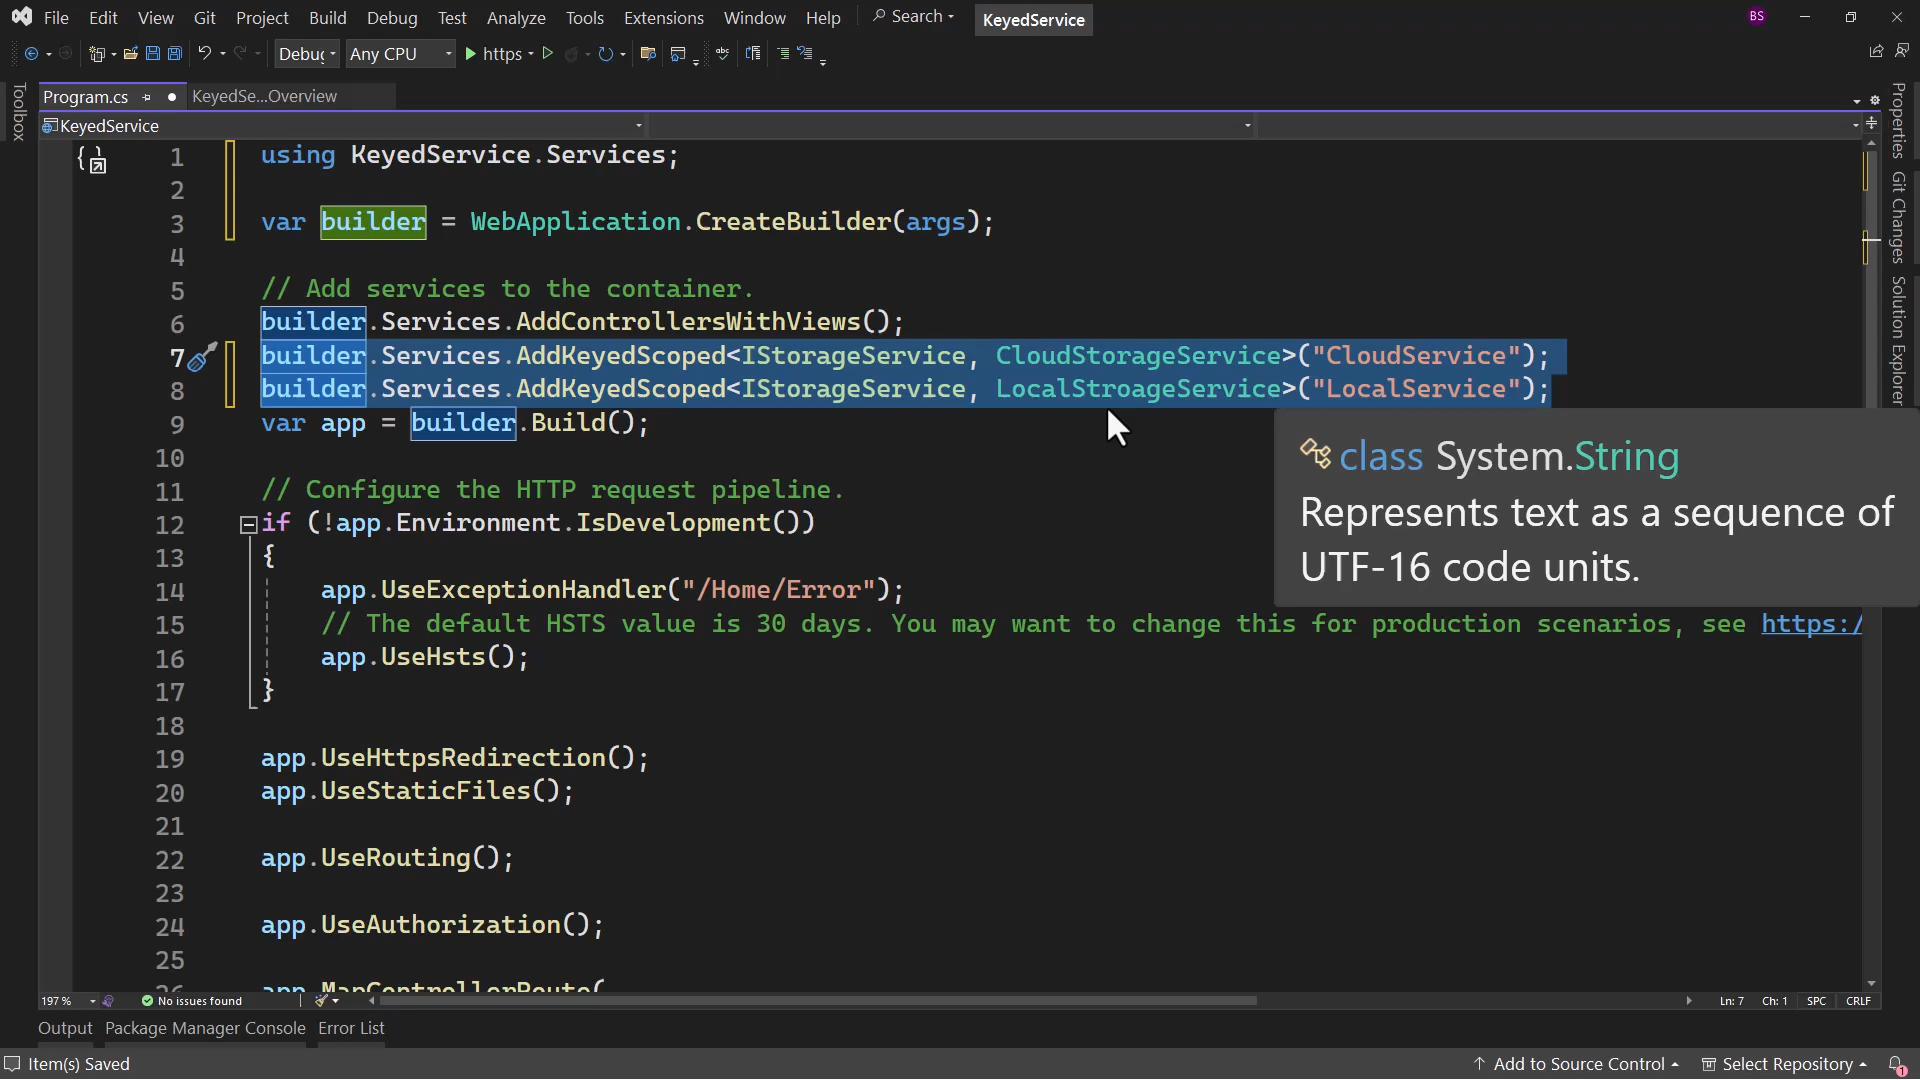 File Edit View Git Project Build Debug Test Analyze Tools Extensions Window Help Search KeyedService BS
Debug Any CPU https
Toolbox
Program.cs KeyedSe...Overview
KeyedService
1 using KeyedService.Services;
2
3 var builder = WebApplication.CreateBuilder(args);
4
5 // Add services to the container.
6 builder.Services.AddControllersWithViews();
7 builder.Services.AddKeyedScoped<IStorageService, CloudStorageService>("CloudService");
8 builder.Services.AddKeyedScoped<IStorageService, LocalStroageService>("LocalService");
9 var app = builder.Build();
10
11 // Configure the HTTP request pipeline.
12 if (!app.Environment.IsDevelopment())
13 {
14 app.UseExceptionHandler("/Home/Error");
15 // The default HSTS value is 30 days. You may want to change this for production scenarios, see https:/
16 app.UseHsts();
17 }
18
19 app.UseHttpsRedirection();
20 app.UseStaticFiles();
21
22 app.UseRouting();
23
24 app.UseAuthorization();
25
26 app.MapControllerRoute(
class System.String
Represents text as a sequence of
UTF-16 code units.
Properties
Git Changes
Solution Explorer
197 % No issues found Ln: 7 Ch: 1 SPC CRLF
Output Package Manager Console Error List
Item(s) Saved Add to Source Control Select Repository 1